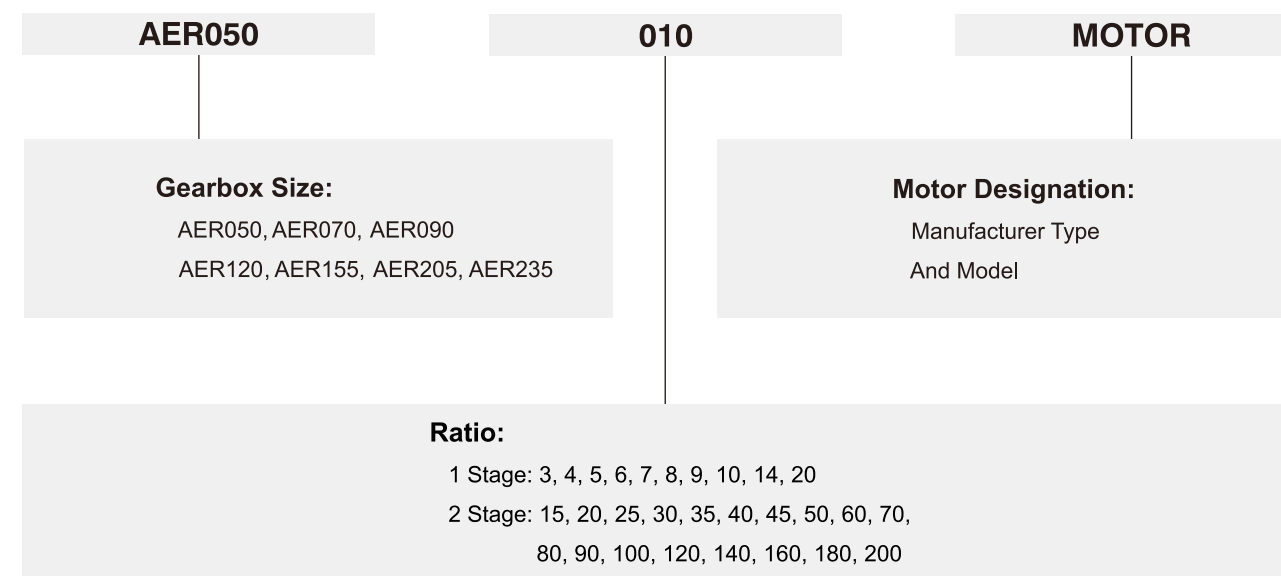 AER050
010
MOTOR
Gearbox Size:
AER050, AER070, AER090
AER120, AER155, AER205, AER235
Motor Designation:
Manufacturer Type
And Model
Ratio:
1 Stage: 3, 4, 5, 6, 7, 8, 9, 10, 14, 20
2 Stage: 15, 20, 25, 30, 35, 40, 45, 50, 60, 70,
80, 90, 100, 120, 140, 160, 180, 200